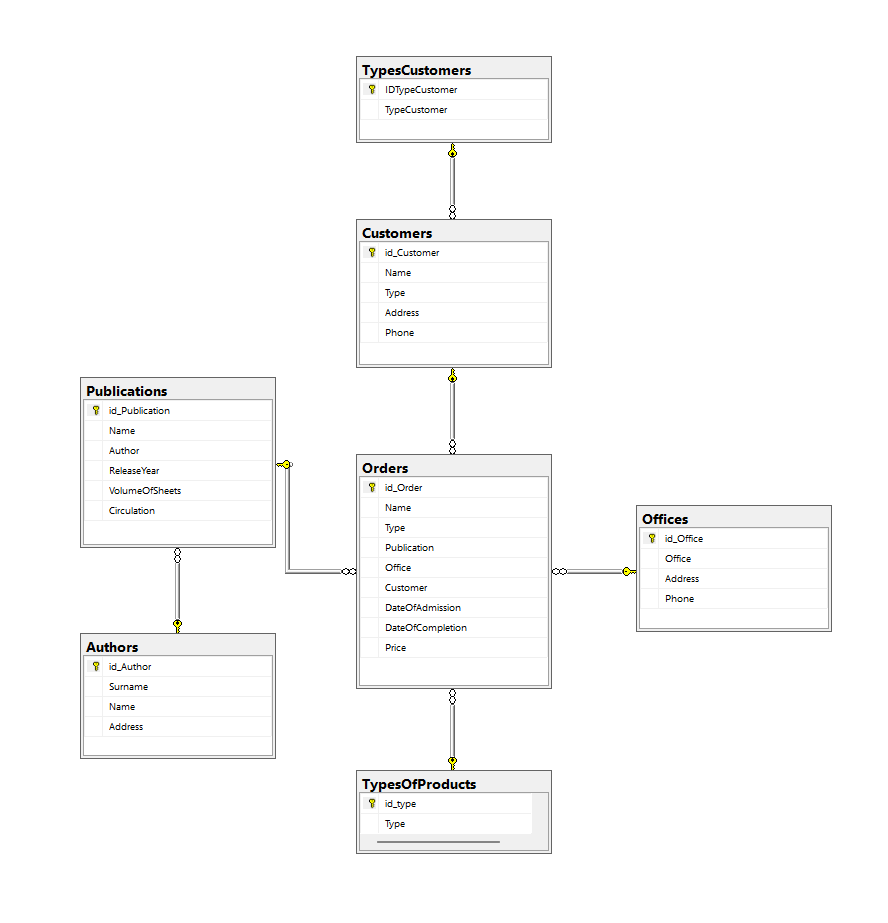 TypesCustomers
IDTypeCustomer
TypeCustomer
Customers
id_Customer
Name
Type
Address
Phone
Publications
id_Publication
Name
Author
ReleaseYear
VolumeOfSheets
Circulation
Orders
id_Order
Name
Type
Publication
Office
Customer
DateOfAdmission
DateOfCompletion
Price
Offices
id_Office
Office
Address
Phone
Authors
id_Author
Surname
Name
Address
TypesOfProducts
id_type
Type